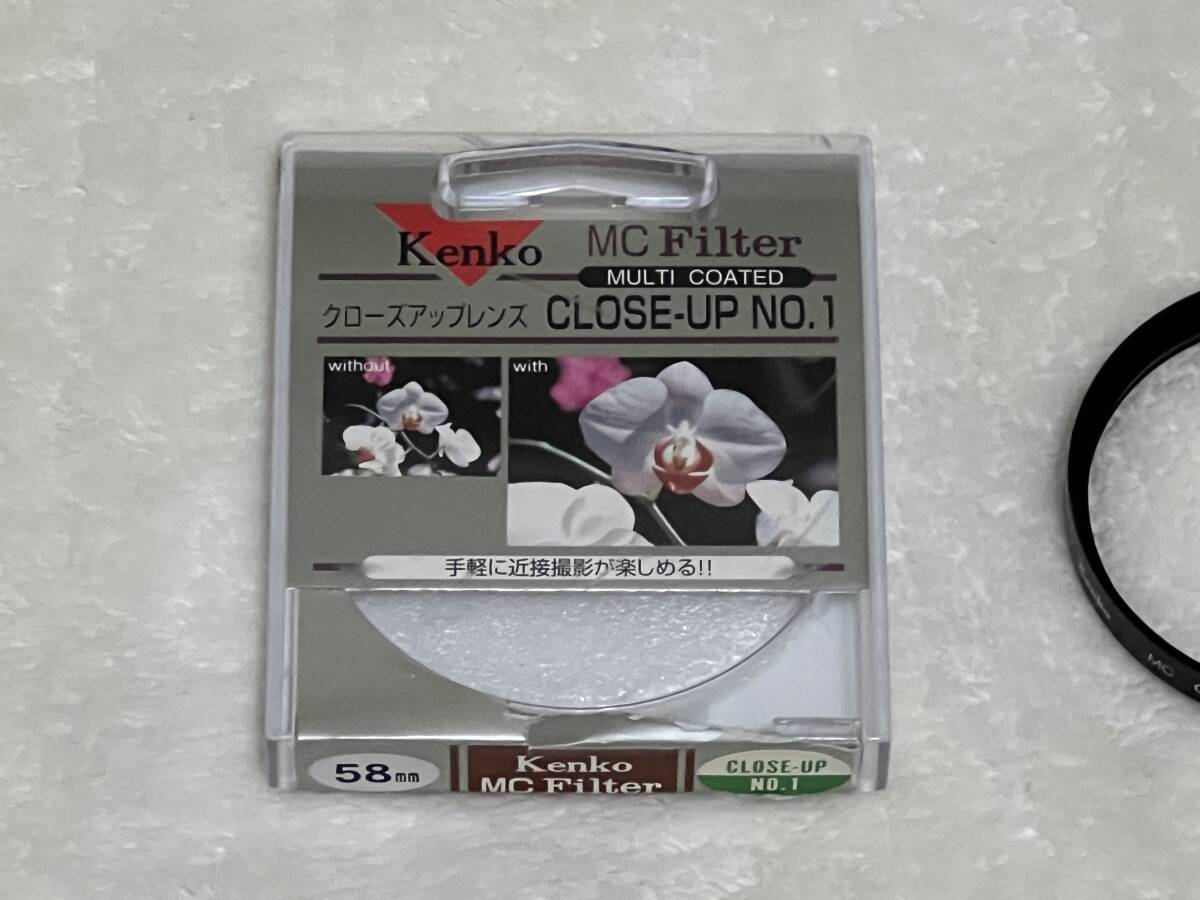 Kenko
MC Filter
MULTI COATED
クローズアップレンズ CLOSE-UP NO.1
without
with
手軽に近接撮影が楽しめる!!
58mm
Kenko
MC Filter
CLOSE-UP
NO.1
MC